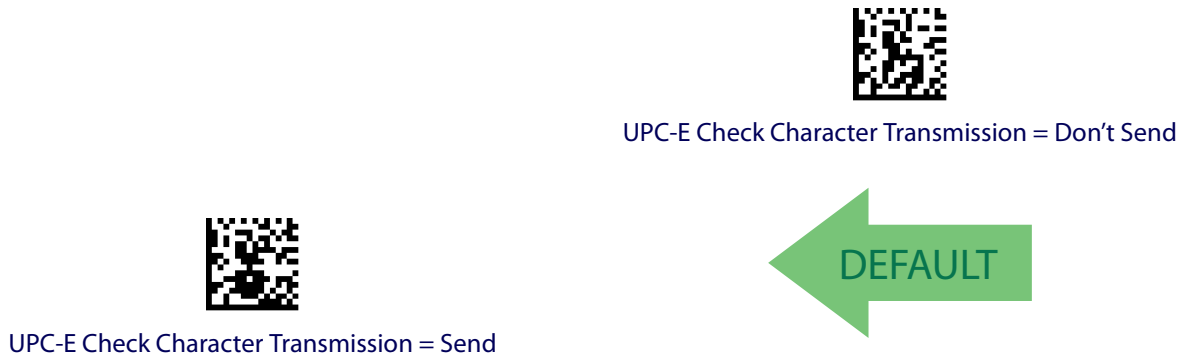 UPC-E Check Character Transmission = Don’t Send
DEFAULT
UPC-E Check Character Transmission = Send